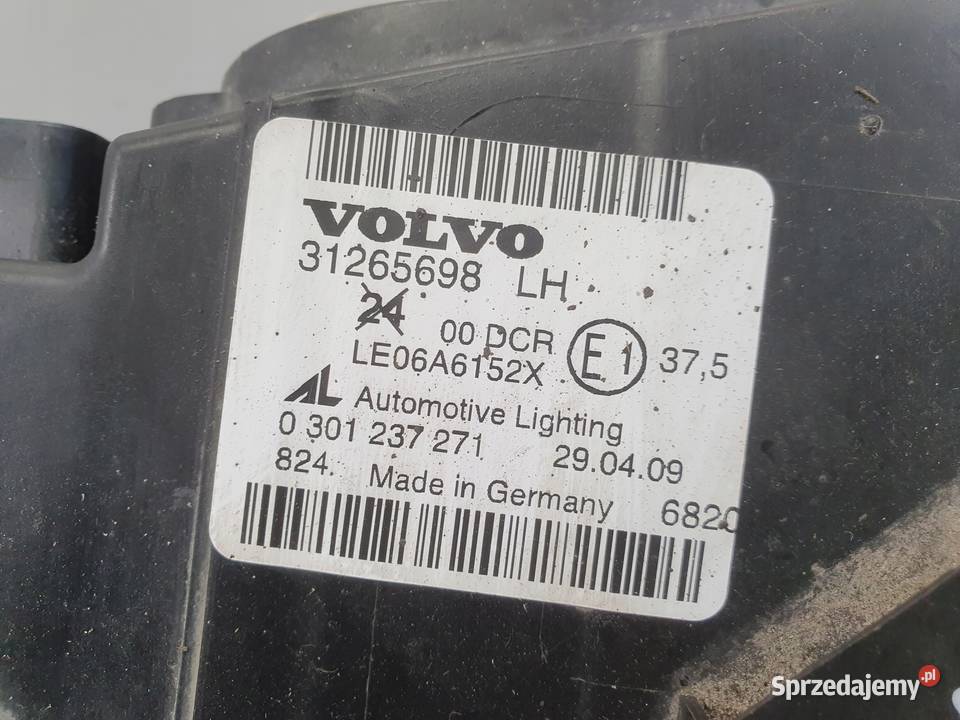 VOLVO
31265698 LH
24
00 DCR E1 37,5
LE06A6152X
AL Automotive Lighting
0 301 237 271 29.04.09
824. Made in Germany 6820
Sprzedajemy.pl